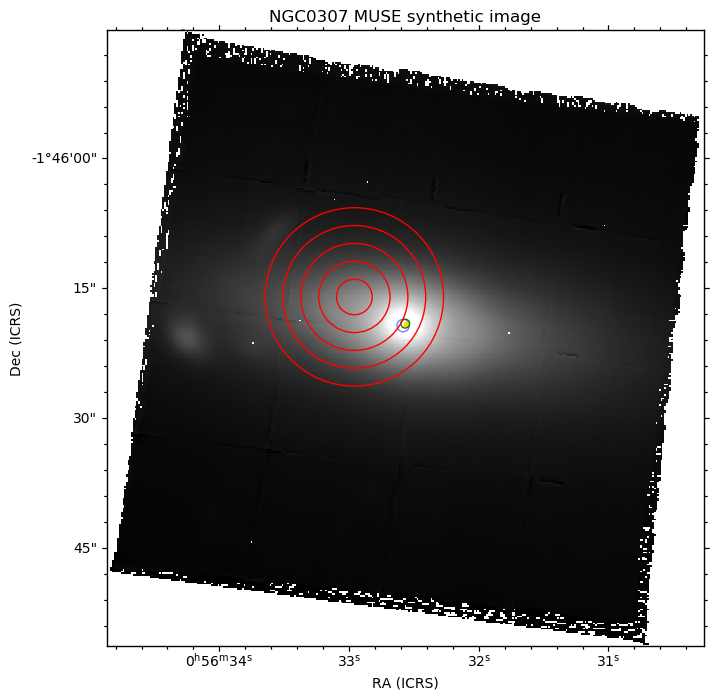 NGC0307 MUSE synthetic image
-1°46'00"
15"
30"
45"
Dec (ICRS)
0ʰ56ᵐ34ˢ 33ˢ 32ˢ 31ˢ
RA (ICRS)